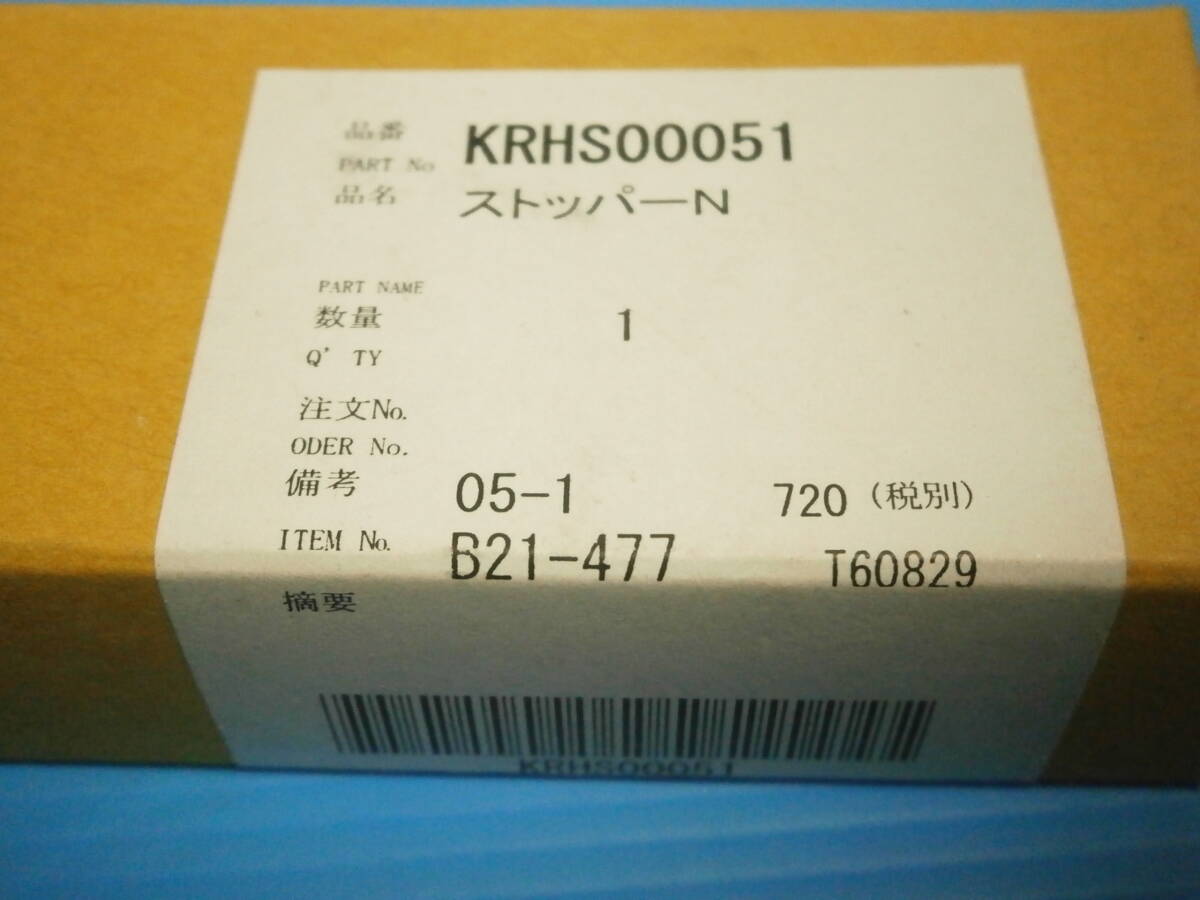 品番 KRHS00051
PART No
品名 ストッパーN
PART NAME
数量 1
Q' TY
注文No.
ODER No.
備考 05-1 720 (税別)
ITEM No. B21-477 T60829
摘要
KRHS00051